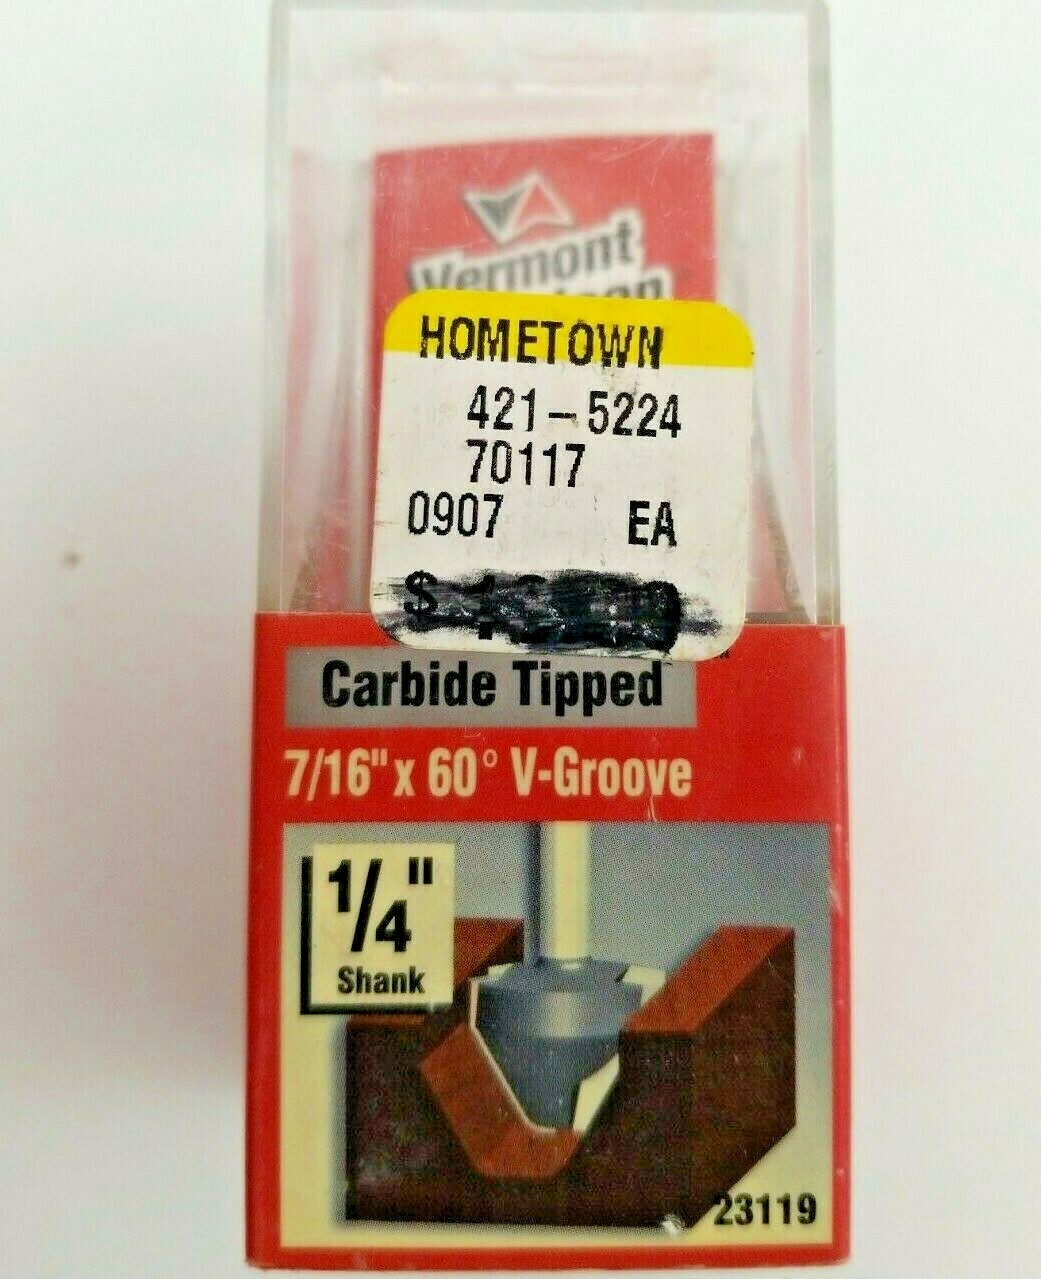 Vermont
HOMETOWN
421-5224
70117
0907 EA
$
Carbide Tipped
7/16" x 60° V-Groove
1/4"
Shank
23119